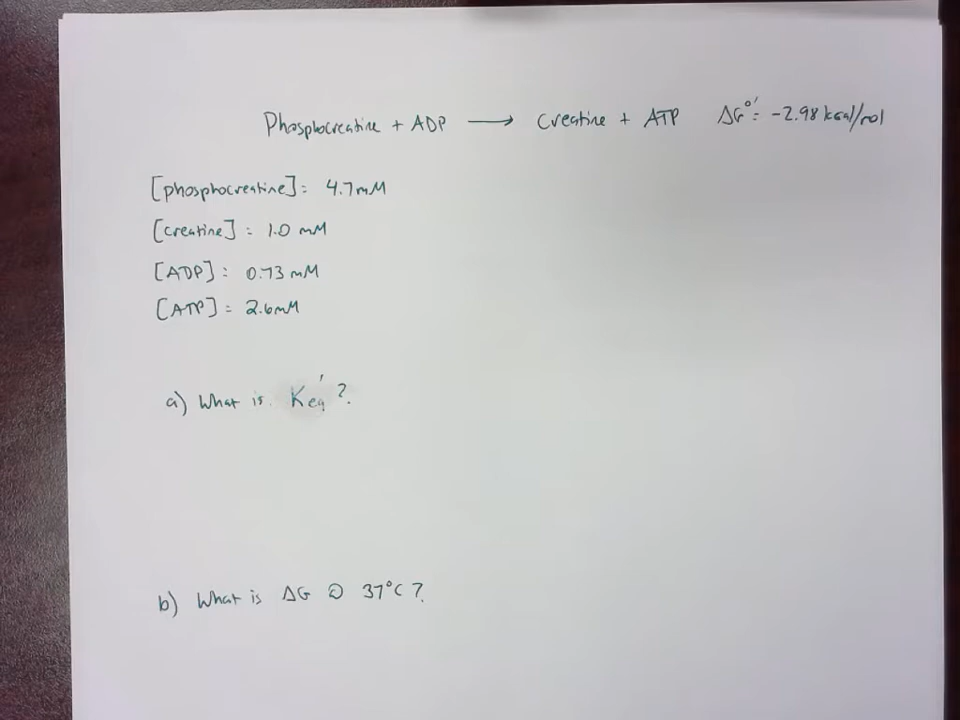 Phosphocreatine + ADP ⟶ Creatine + ATP ΔG°': -2.98 kcal/mol
[phosphocreatine]: 4.7mM
[creatine] : 1.0 mM
[ADP] : 0.73 mM
[ATP] = 2.6mM
a) What is Keq' ?
b) What is ΔG @ 37°C ?